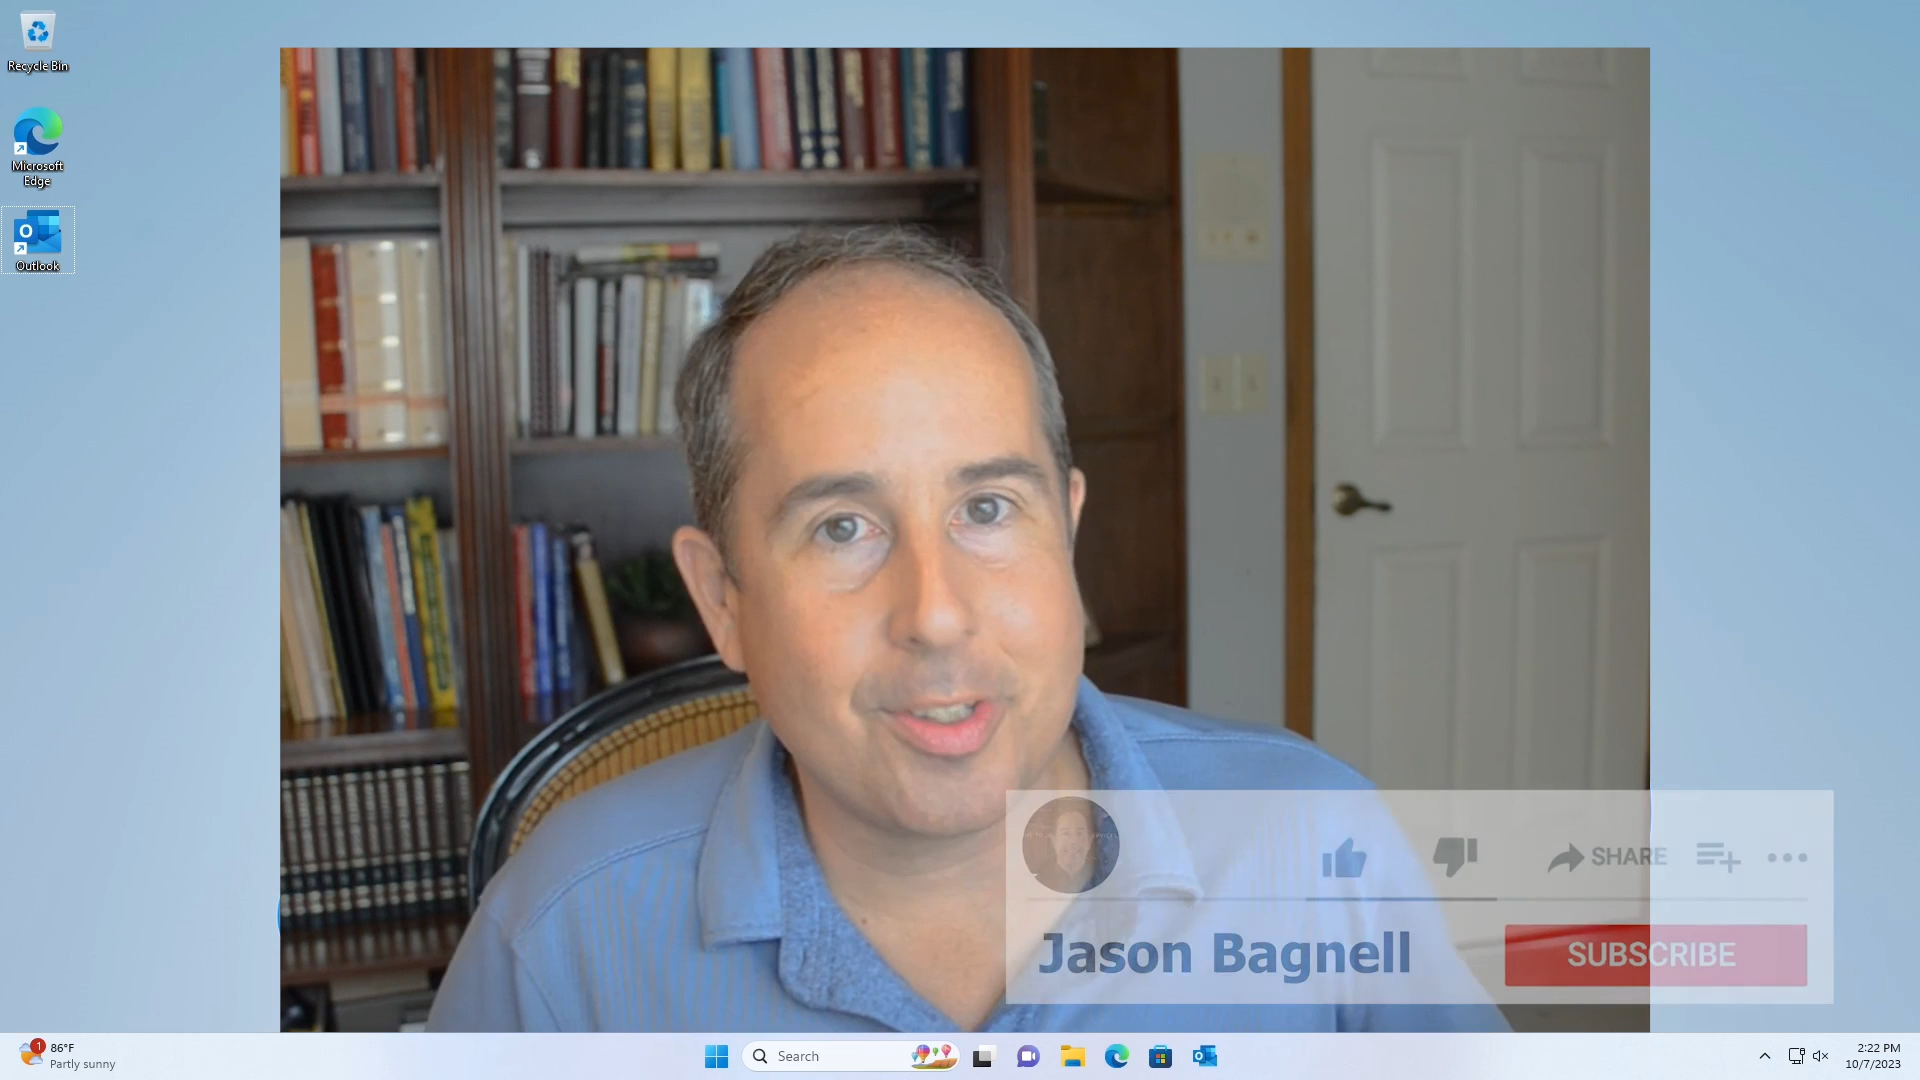 Recycle Bin
Microsoft
Edge
Outlook
SHARE
Jason Bagnell
SUBSCRIBE
1
86°F
Partly sunny
Search
2:22 PM
10/7/2023